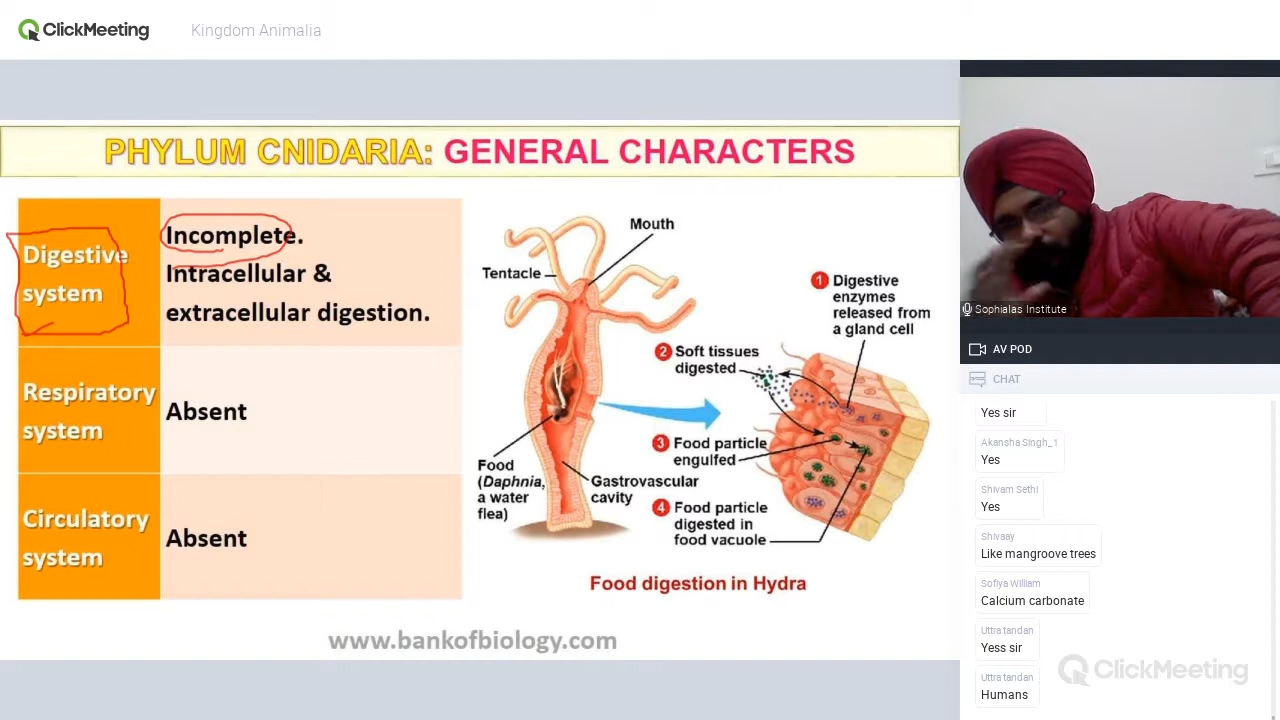 ClickMeeting
Kingdom Animalia
PHYLUM CNIDARIA: GENERAL CHARACTERS
Digestive
system
Incomplete.
Intracellular &
extracellular digestion.
Respiratory
system
Absent
Circulatory
system
Absent
Mouth
Tentacle
Food
(Daphnia,
a water
flea)
Gastrovascular
cavity
1 Digestive
enzymes
released from
a gland cell
2 Soft tissues
digested
3 Food particle
engulfed
4 Food particle
digested in
food vacuole
Food digestion in Hydra
www.bankofbiology.com
Sophialas Institute
AV POD
CHAT
Yes sir
Akansha Singh_1
Yes
Shivam Sethi
Yes
Shivaay
Like mangroove trees
Sofiya William
Calcium carbonate
Uttra tandan
Yess sir
Uttra tandan
Humans
ClickMeeting